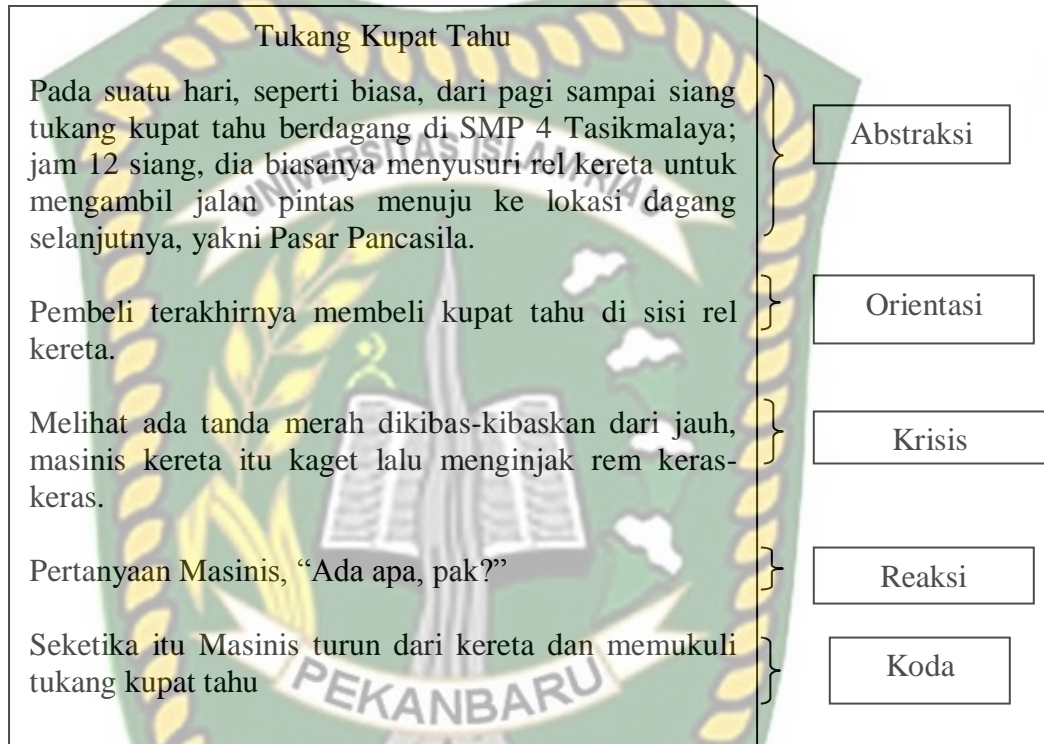 Tukang Kupat Tahu
Pada suatu hari, seperti biasa, dari pagi sampai siang
tukang kupat tahu berdagang di SMP 4 Tasikmalaya;
jam 12 siang, dia biasanya menyusuri rel kereta untuk
mengambil jalan pintas menuju ke lokasi dagang
selanjutnya, yakni Pasar Pancasila.
Abstraksi
Pembeli terakhirnya membeli kupat tahu di sisi rel
kereta.
Orientasi
Melihat ada tanda merah dikibas-kibaskan dari jauh,
masinis kereta itu kaget lalu menginjak rem keras-
keras.
Krisis
Pertanyaan Masinis, “Ada apa, pak?”
Reaksi
Seketika itu Masinis turun dari kereta dan memukuli
tukang kupat tahu
Koda
UNIVERSITAS ISLAM RIAU
PEKANBARU